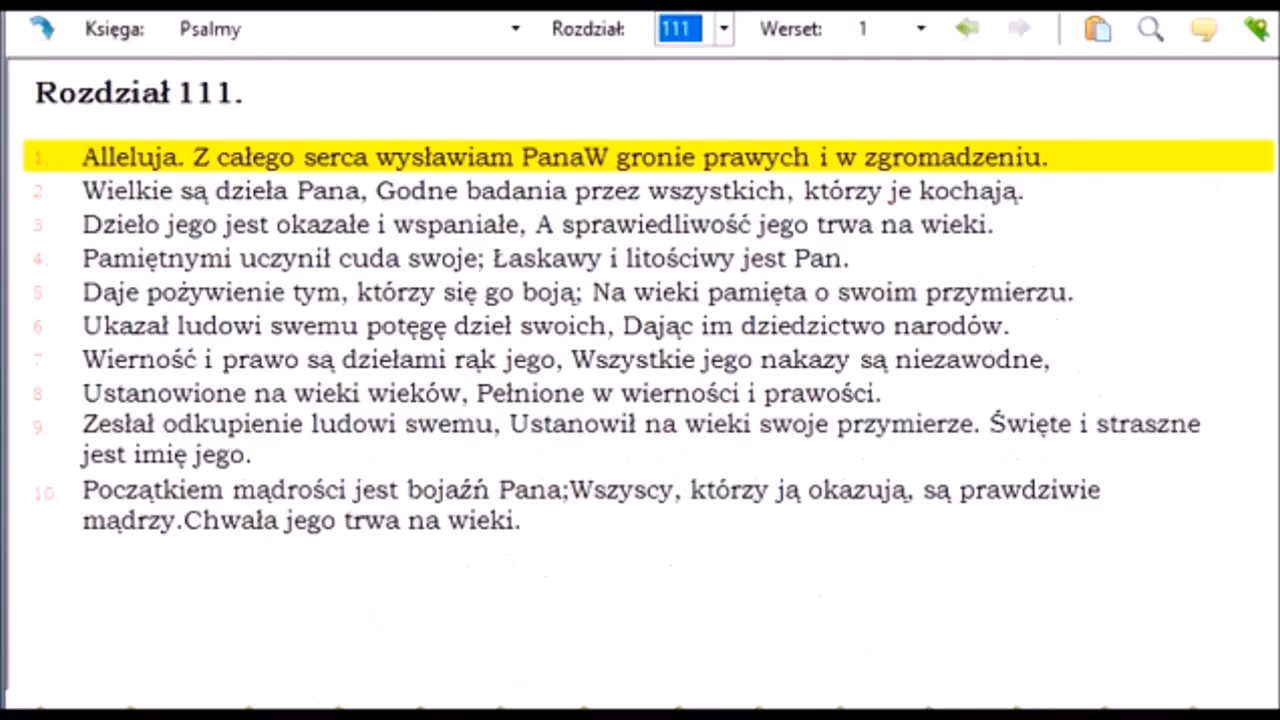 Księga: Psalmy Rozdział: 111 Werset: 1
Rozdział 111.
1. Alleluja. Z całego serca wysławiam PanaW gronie prawych i w zgromadzeniu.
2 Wielkie są dzieła Pana, Godne badania przez wszystkich, którzy je kochają.
3. Dzieło jego jest okazałe i wspaniałe, A sprawiedliwość jego trwa na wieki.
4. Pamiętnymi uczynił cuda swoje; Łaskawy i litościwy jest Pan.
5 Daje pożywienie tym, którzy się go boją; Na wieki pamięta o swoim przymierzu.
6 Ukazał ludowi swemu potęgę dzieł swoich, Dając im dziedzictwo narodów.
7 Wierność i prawo są dziełami rąk jego, Wszystkie jego nakazy są niezawodne,
8. Ustanowione na wieki wieków, Pełnione w wierności i prawości.
9. Zesłał odkupienie ludowi swemu, Ustanowił na wieki swoje przymierze. Święte i straszne
jest imię jego.
10. Początkiem mądrości jest bojaźń Pana;Wszyscy, którzy ją okazują, są prawdziwie
mądrzy.Chwała jego trwa na wieki.